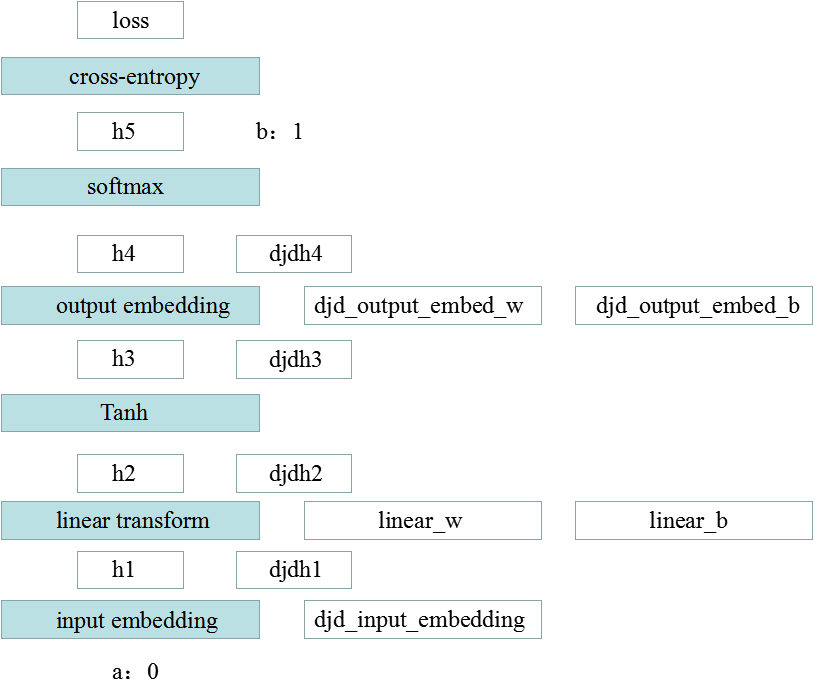 loss
cross-entropy
h5 b：1
softmax
h4 djdh4
output embedding djd_output_embed_w djd_output_embed_b
h3 djdh3
Tanh
h2 djdh2
linear transform linear_w linear_b
h1 djdh1
input embedding djd_input_embedding
a：0